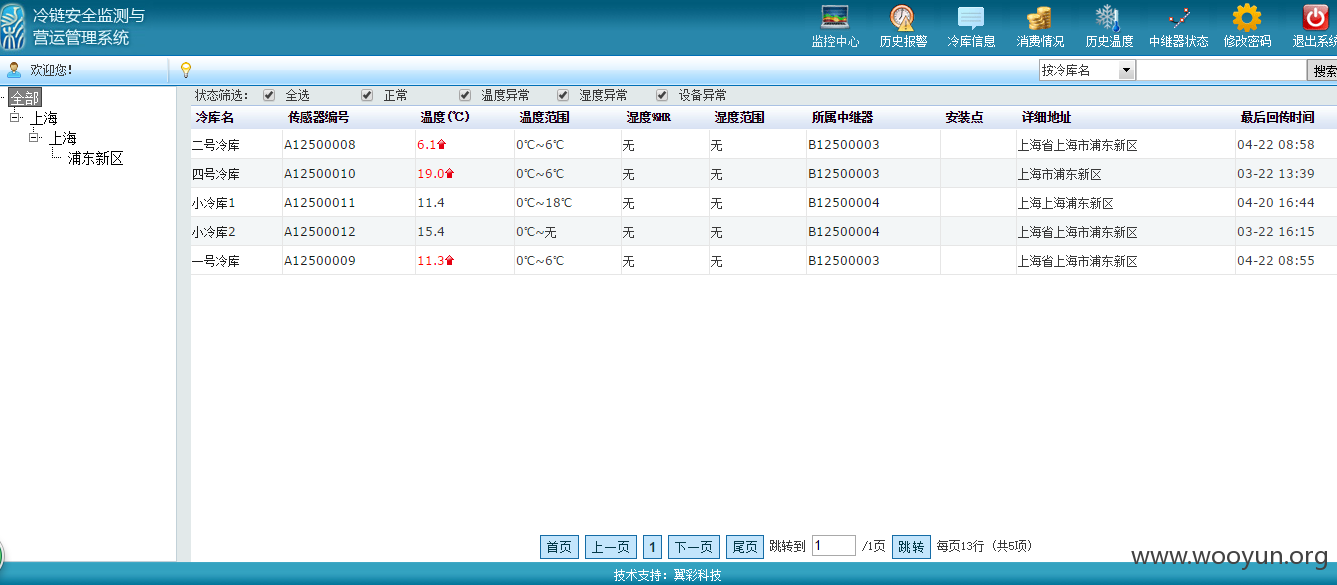 冷链安全监测与
营运管理系统
监控中心 历史报警 冷库信息 消费情况 历史温度 中继器状态 修改密码 退出系统
欢迎您!
按冷库名 搜索
全部
上海
上海
浦东新区
状态筛选: 全选 正常 温度异常 湿度异常 设备异常
冷库名 传感器编号 温度(℃) 温度范围 湿度%HR 湿度范围 所属中继器 安装点 详细地址 最后回传时间
二号冷库 A12500008 6.1 0℃~6℃ 无 无 B12500003 上海省上海市浦东新区 04-22 08:58
四号冷库 A12500010 19.0 0℃~6℃ 无 无 B12500003 上海市浦东新区 03-22 13:39
小冷库1 A12500011 11.4 0℃~18℃ 无 无 B12500004 上海上海浦东新区 04-20 16:44
小冷库2 A12500012 15.4 0℃~无 无 无 B12500004 上海省上海市浦东新区 03-22 16:15
一号冷库 A12500009 11.3 0℃~6℃ 无 无 B12500003 上海省上海市浦东新区 04-22 08:55
首页 上一页 1 下一页 尾页 跳转到 1 /1页 跳转 每页13行 (共5项)
www.wooyun.org
技术支持: 翼彩科技